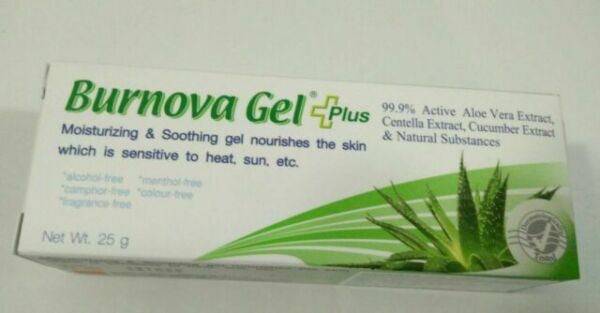 Burnova Gel® Plus
99.9% Active Aloe Vera Extract,
Centella Extract, Cucumber Extract
& Natural Substances
Moisturizing & Soothing gel nourishes the skin
which is sensitive to heat, sun, etc.
*alcohol-free *menthol-free
*camphor-free *colour-free
*fragrance-free
Net Wt. 25 g